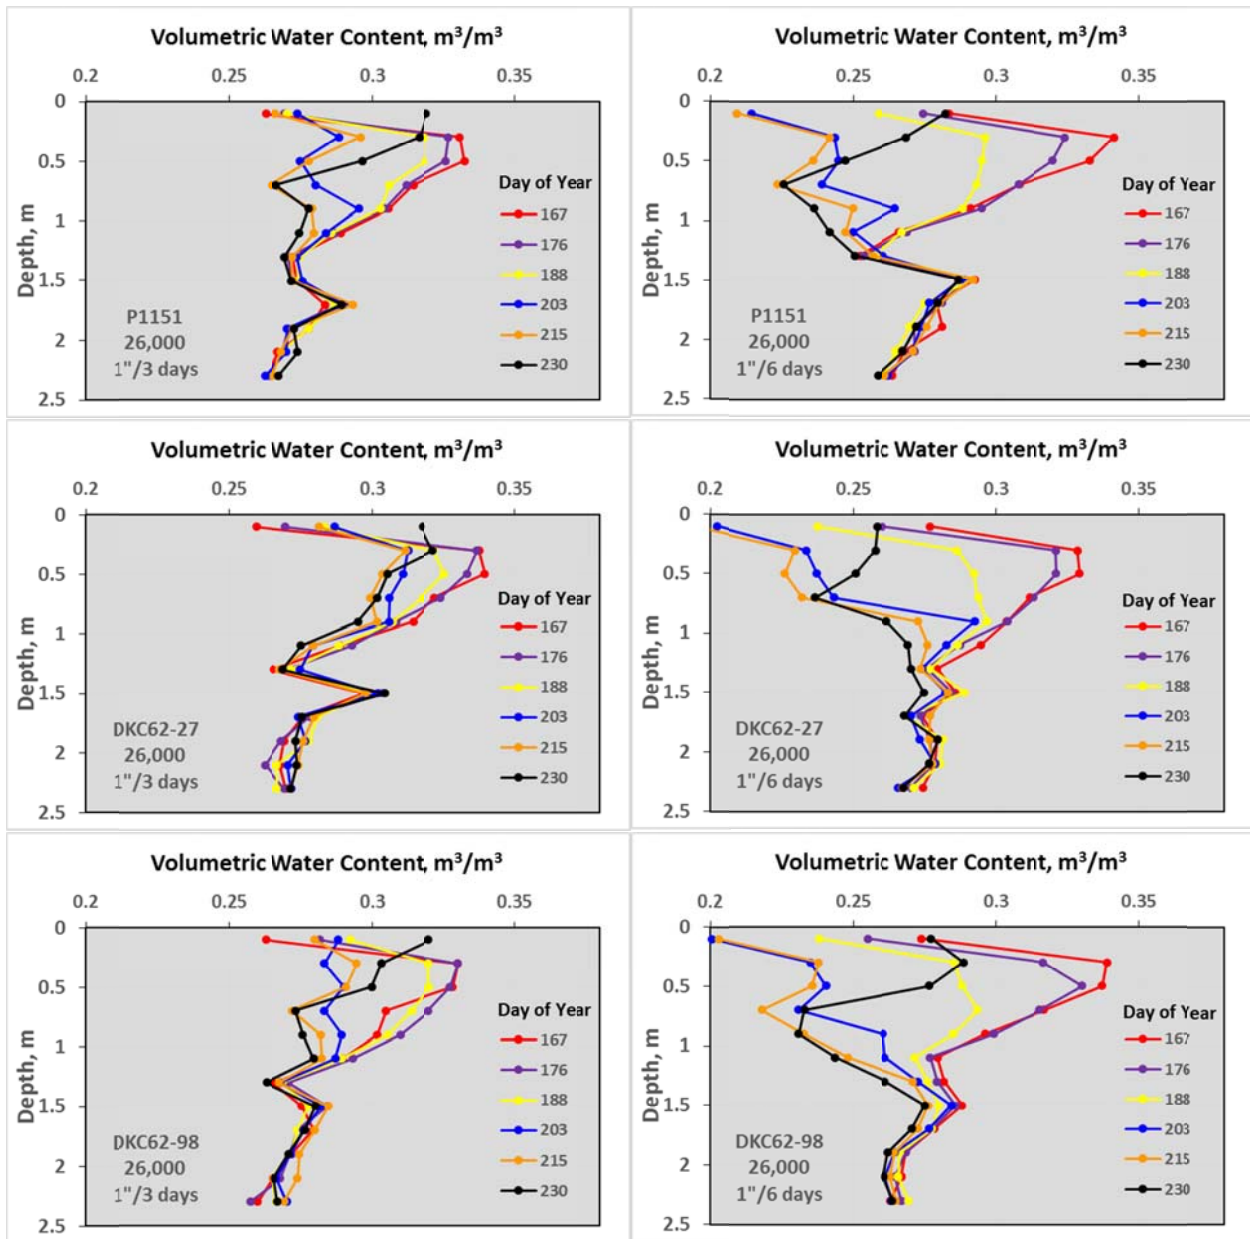 Volumetric Water Content, m³/m³
0.2 0.25 0.3 0.35
0
0.5
1
1.5
2
2.5
Depth, m
Day of Year
167
176
188
203
215
230
P1151
26,000
1"/3 days
Volumetric Water Content, m³/m³
0.2 0.25 0.3 0.35
0
0.5
1
1.5
2
2.5
Depth, m
Day of Year
167
176
188
203
215
230
P1151
26,000
1"/6 days
Volumetric Water Content, m³/m³
0.2 0.25 0.3 0.35
0
0.5
1
1.5
2
2.5
Depth, m
Day of Year
167
176
188
203
215
230
DKC62-27
26,000
1"/3 days
Volumetric Water Content, m³/m³
0.2 0.25 0.3 0.35
0
0.5
1
1.5
2
2.5
Depth, m
Day of Year
167
176
188
203
215
230
DKC62-27
26,000
1"/6 days
Volumetric Water Content, m³/m³
0.2 0.25 0.3 0.35
0
0.5
1
1.5
2
2.5
Depth, m
Day of Year
167
176
188
203
215
230
DKC62-98
26,000
1"/3 days
Volumetric Water Content, m³/m³
0.2 0.25 0.3 0.35
0
0.5
1
1.5
2
2.5
Depth, m
Day of Year
167
176
188
203
215
230
DKC62-98
26,000
1"/6 days